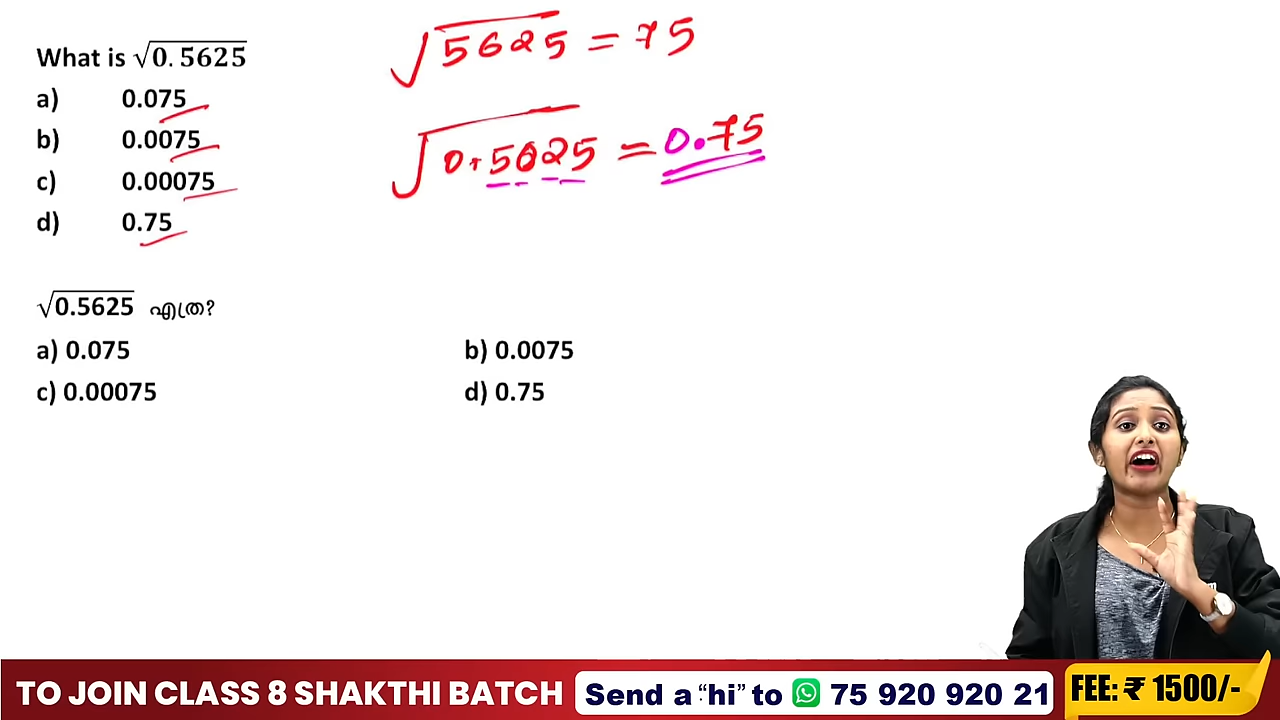 What is √0.5625
a) 0.075
b) 0.0075
c) 0.00075
d) 0.75
√5625 = 75
√0.5625 = 0.75
√0.5625 എത്ര?
a) 0.075 b) 0.0075
c) 0.00075 d) 0.75
TO JOIN CLASS 8 SHAKTHI BATCH Send a “hi” to 75 920 920 21 FEE: ₹ 1500/-